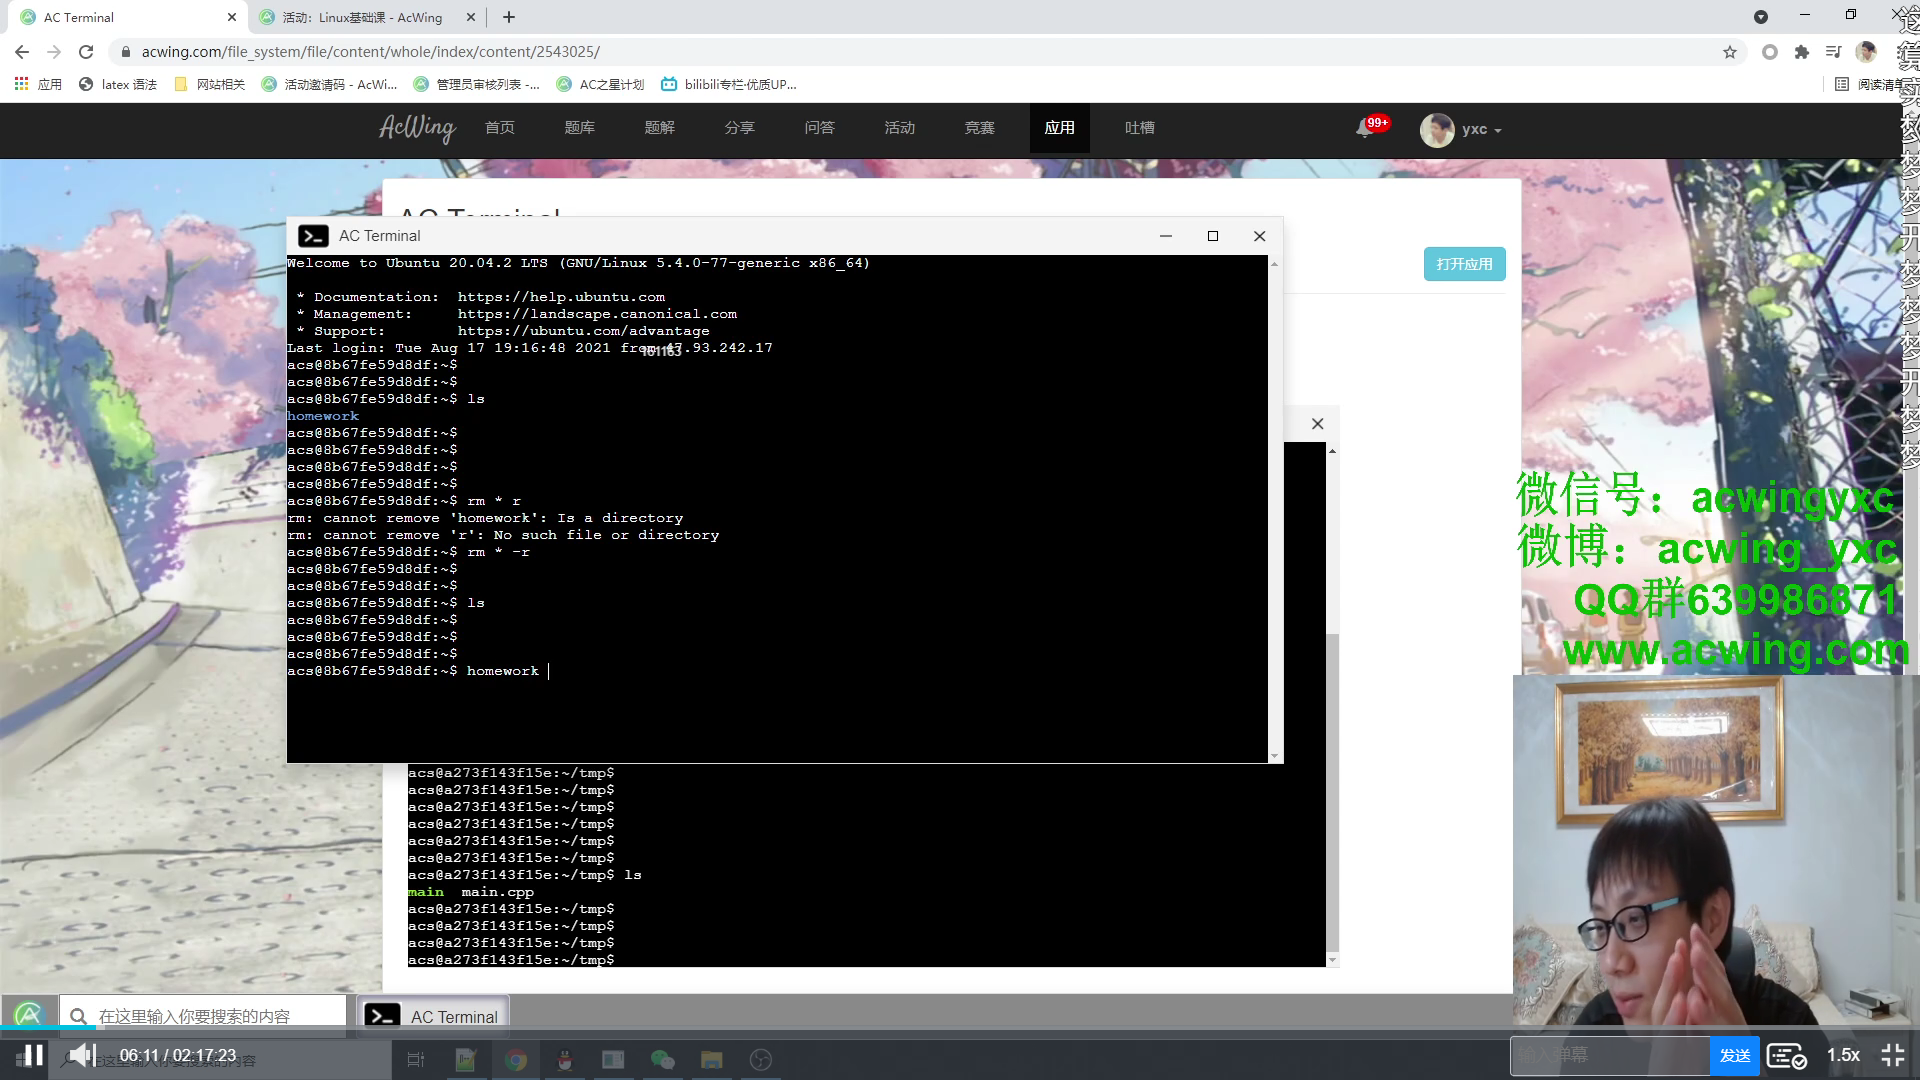 AC Terminal
活动：Linux基础课 - AcWing
acwing.com/file_system/file/content/whole/index/content/2543025/
应用
latex 语法
网站相关
活动邀请码 - AcWi...
管理员审核列表 -...
AC之星计划
bilibili专栏·优质UP...
阅读清单
AcWing
首页
题库
题解
分享
问答
活动
竞赛
应用
吐槽
99+
yxc
AC Terminal
打开应用
AC Terminal
Welcome to Ubuntu 20.04.2 LTS (GNU/Linux 5.4.0-77-generic x86_64)
* Documentation:  https://help.ubuntu.com
* Management:     https://landscape.canonical.com
* Support:        https://ubuntu.com/advantage
Last login: Tue Aug 17 19:16:48 2021 from 47.93.242.17
161163
acs@8b67fe59d8df:~$
acs@8b67fe59d8df:~$
acs@8b67fe59d8df:~$ ls
homework
acs@8b67fe59d8df:~$
acs@8b67fe59d8df:~$
acs@8b67fe59d8df:~$
acs@8b67fe59d8df:~$
acs@8b67fe59d8df:~$ rm * r
rm: cannot remove 'homework': Is a directory
rm: cannot remove 'r': No such file or directory
acs@8b67fe59d8df:~$ rm * -r
acs@8b67fe59d8df:~$
acs@8b67fe59d8df:~$
acs@8b67fe59d8df:~$ ls
acs@8b67fe59d8df:~$
acs@8b67fe59d8df:~$
acs@8b67fe59d8df:~$
acs@8b67fe59d8df:~$ homework
acs@a273f143f15e:~/tmp$
acs@a273f143f15e:~/tmp$
acs@a273f143f15e:~/tmp$
acs@a273f143f15e:~/tmp$
acs@a273f143f15e:~/tmp$
acs@a273f143f15e:~/tmp$
acs@a273f143f15e:~/tmp$ ls
main  main.cpp
acs@a273f143f15e:~/tmp$
acs@a273f143f15e:~/tmp$
acs@a273f143f15e:~/tmp$
acs@a273f143f15e:~/tmp$
微信号：acwingyxc
微博：acwing_yxc
QQ群639986871
www.acwing.com
在这里输入你要搜索的内容
AC Terminal
06:11 / 02:17:23
在这里输入你要搜索的内容
输入弹幕
发送
1.5x